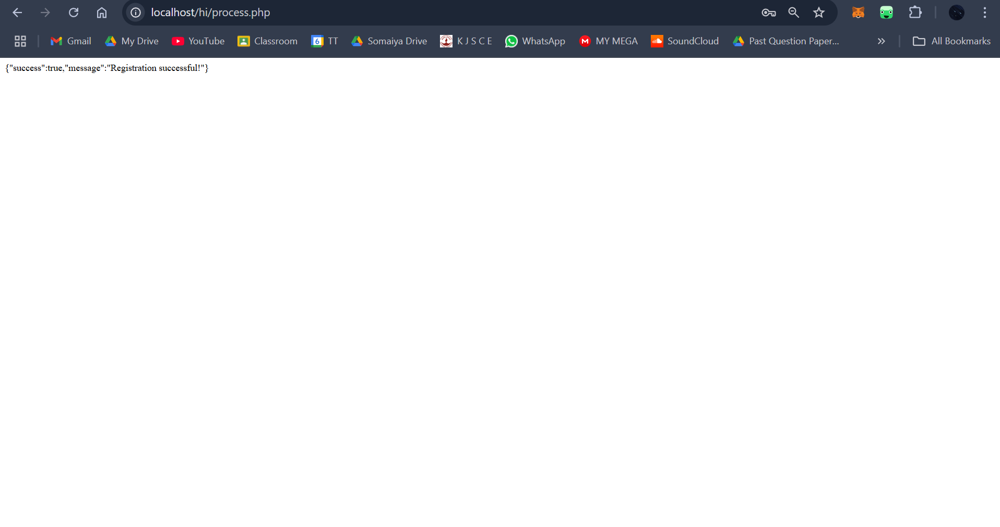 localhost/hi/process.php
Gmail My Drive YouTube Classroom 6 TT Somaiya Drive K J S C E WhatsApp M MY MEGA SoundCloud Past Question Paper... » All Bookmarks
{"success":true,"message":"Registration successful!"}